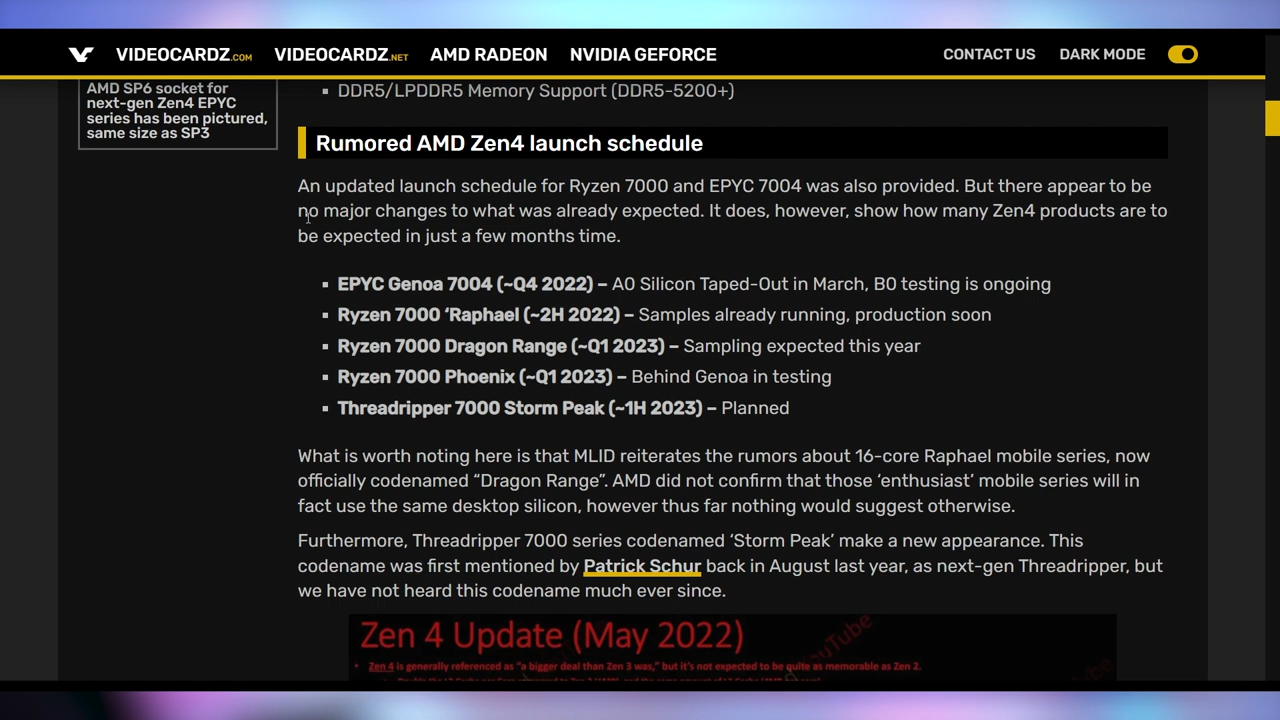 VIDEOCARDZ.COM VIDEOCARDZ.NET AMD RADEON NVIDIA GEFORCE CONTACT US DARK MODE
AMD SP6 socket for
next-gen Zen4 EPYC
series has been pictured,
same size as SP3
▪ DDR5/LPDDR5 Memory Support (DDR5-5200+)
Rumored AMD Zen4 launch schedule
An updated launch schedule for Ryzen 7000 and EPYC 7004 was also provided. But there appear to be
no major changes to what was already expected. It does, however, show how many Zen4 products are to
be expected in just a few months time.
▪ EPYC Genoa 7004 (~Q4 2022) – A0 Silicon Taped-Out in March, B0 testing is ongoing
▪ Ryzen 7000 ‘Raphael (~2H 2022) – Samples already running, production soon
▪ Ryzen 7000 Dragon Range (~Q1 2023) – Sampling expected this year
▪ Ryzen 7000 Phoenix (~Q1 2023) – Behind Genoa in testing
▪ Threadripper 7000 Storm Peak (~1H 2023) – Planned
What is worth noting here is that MLID reiterates the rumors about 16-core Raphael mobile series, now
officially codenamed “Dragon Range”. AMD did not confirm that those ‘enthusiast’ mobile series will in
fact use the same desktop silicon, however thus far nothing would suggest otherwise.
Furthermore, Threadripper 7000 series codenamed ‘Storm Peak’ make a new appearance. This
codename was first mentioned by Patrick Schur back in August last year, as next-gen Threadripper, but
we have not heard this codename much ever since.
Zen 4 Update (May 2022)
• Zen 4 is generally referenced as “a bigger deal than Zen 3 was,” but it’s not expected to be quite as memorable as Zen 2.
YouTube